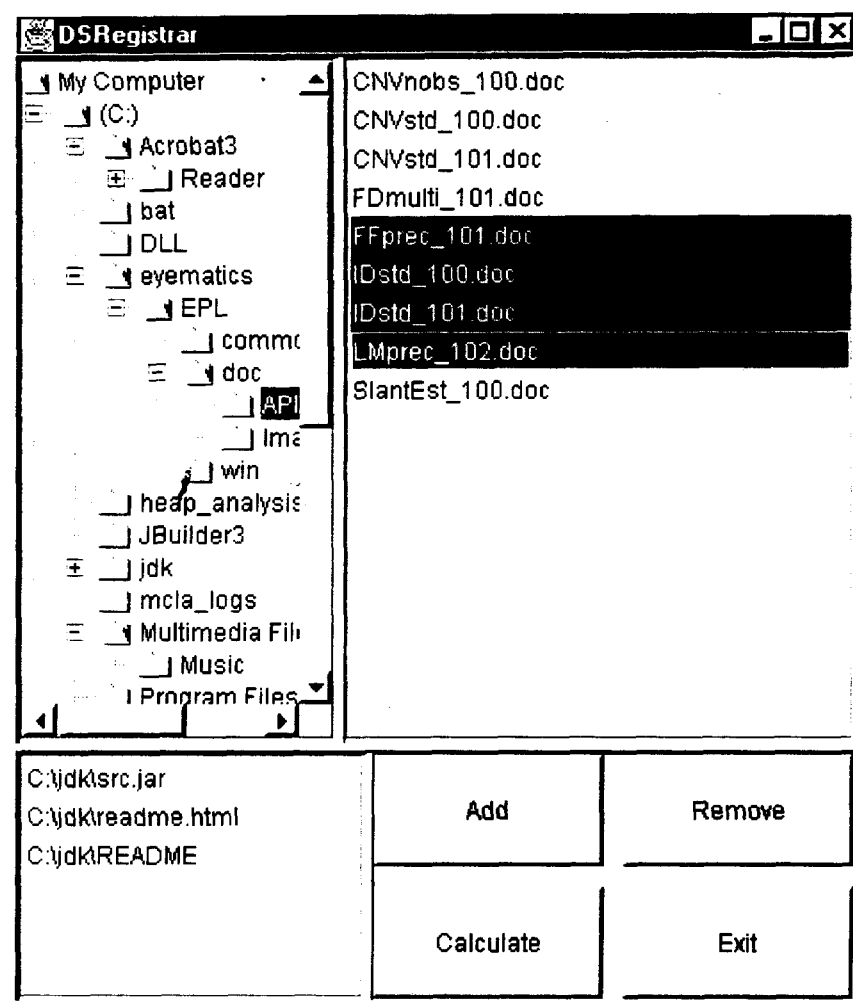 DSRegistrar
My Computer
(C:)
Acrobat3
Reader
bat
DLL
eyematics
EPL
commc
doc
API
Ima
win
heap_analysis
JBuilder3
jdk
mcla_logs
Multimedia Fil
Music
Program Files
CNVnobs_100.doc
CNVstd_100.doc
CNVstd_101.doc
FDmulti_101.doc
FFprec_101.doc
IDstd_100.doc
IDstd_101.doc
LMprec_102.doc
SlantEst_100.doc
C:\jdk\src.jar
C:\jdk\readme.html
C:\jdk\README
Add
Remove
Calculate
Exit